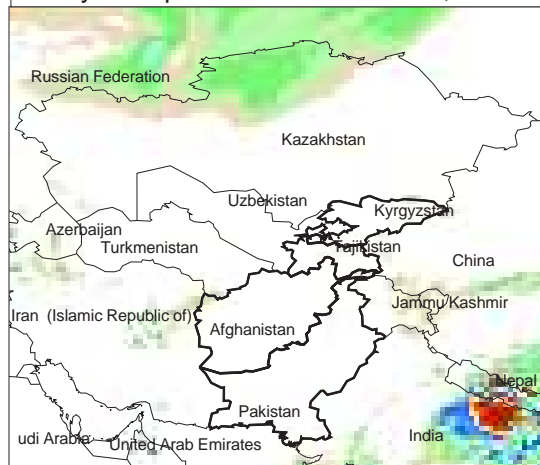 Russian Federation
Kazakhstan
Uzbekistan
Kyrgyzstan
Azerbaijan
Turkmenistan
Tajikistan
China
Jammu/Kashmir
Iran (Islamic Republic of)
Afghanistan
Nepal
Pakistan
India
udi Arabia
United Arab Emirates